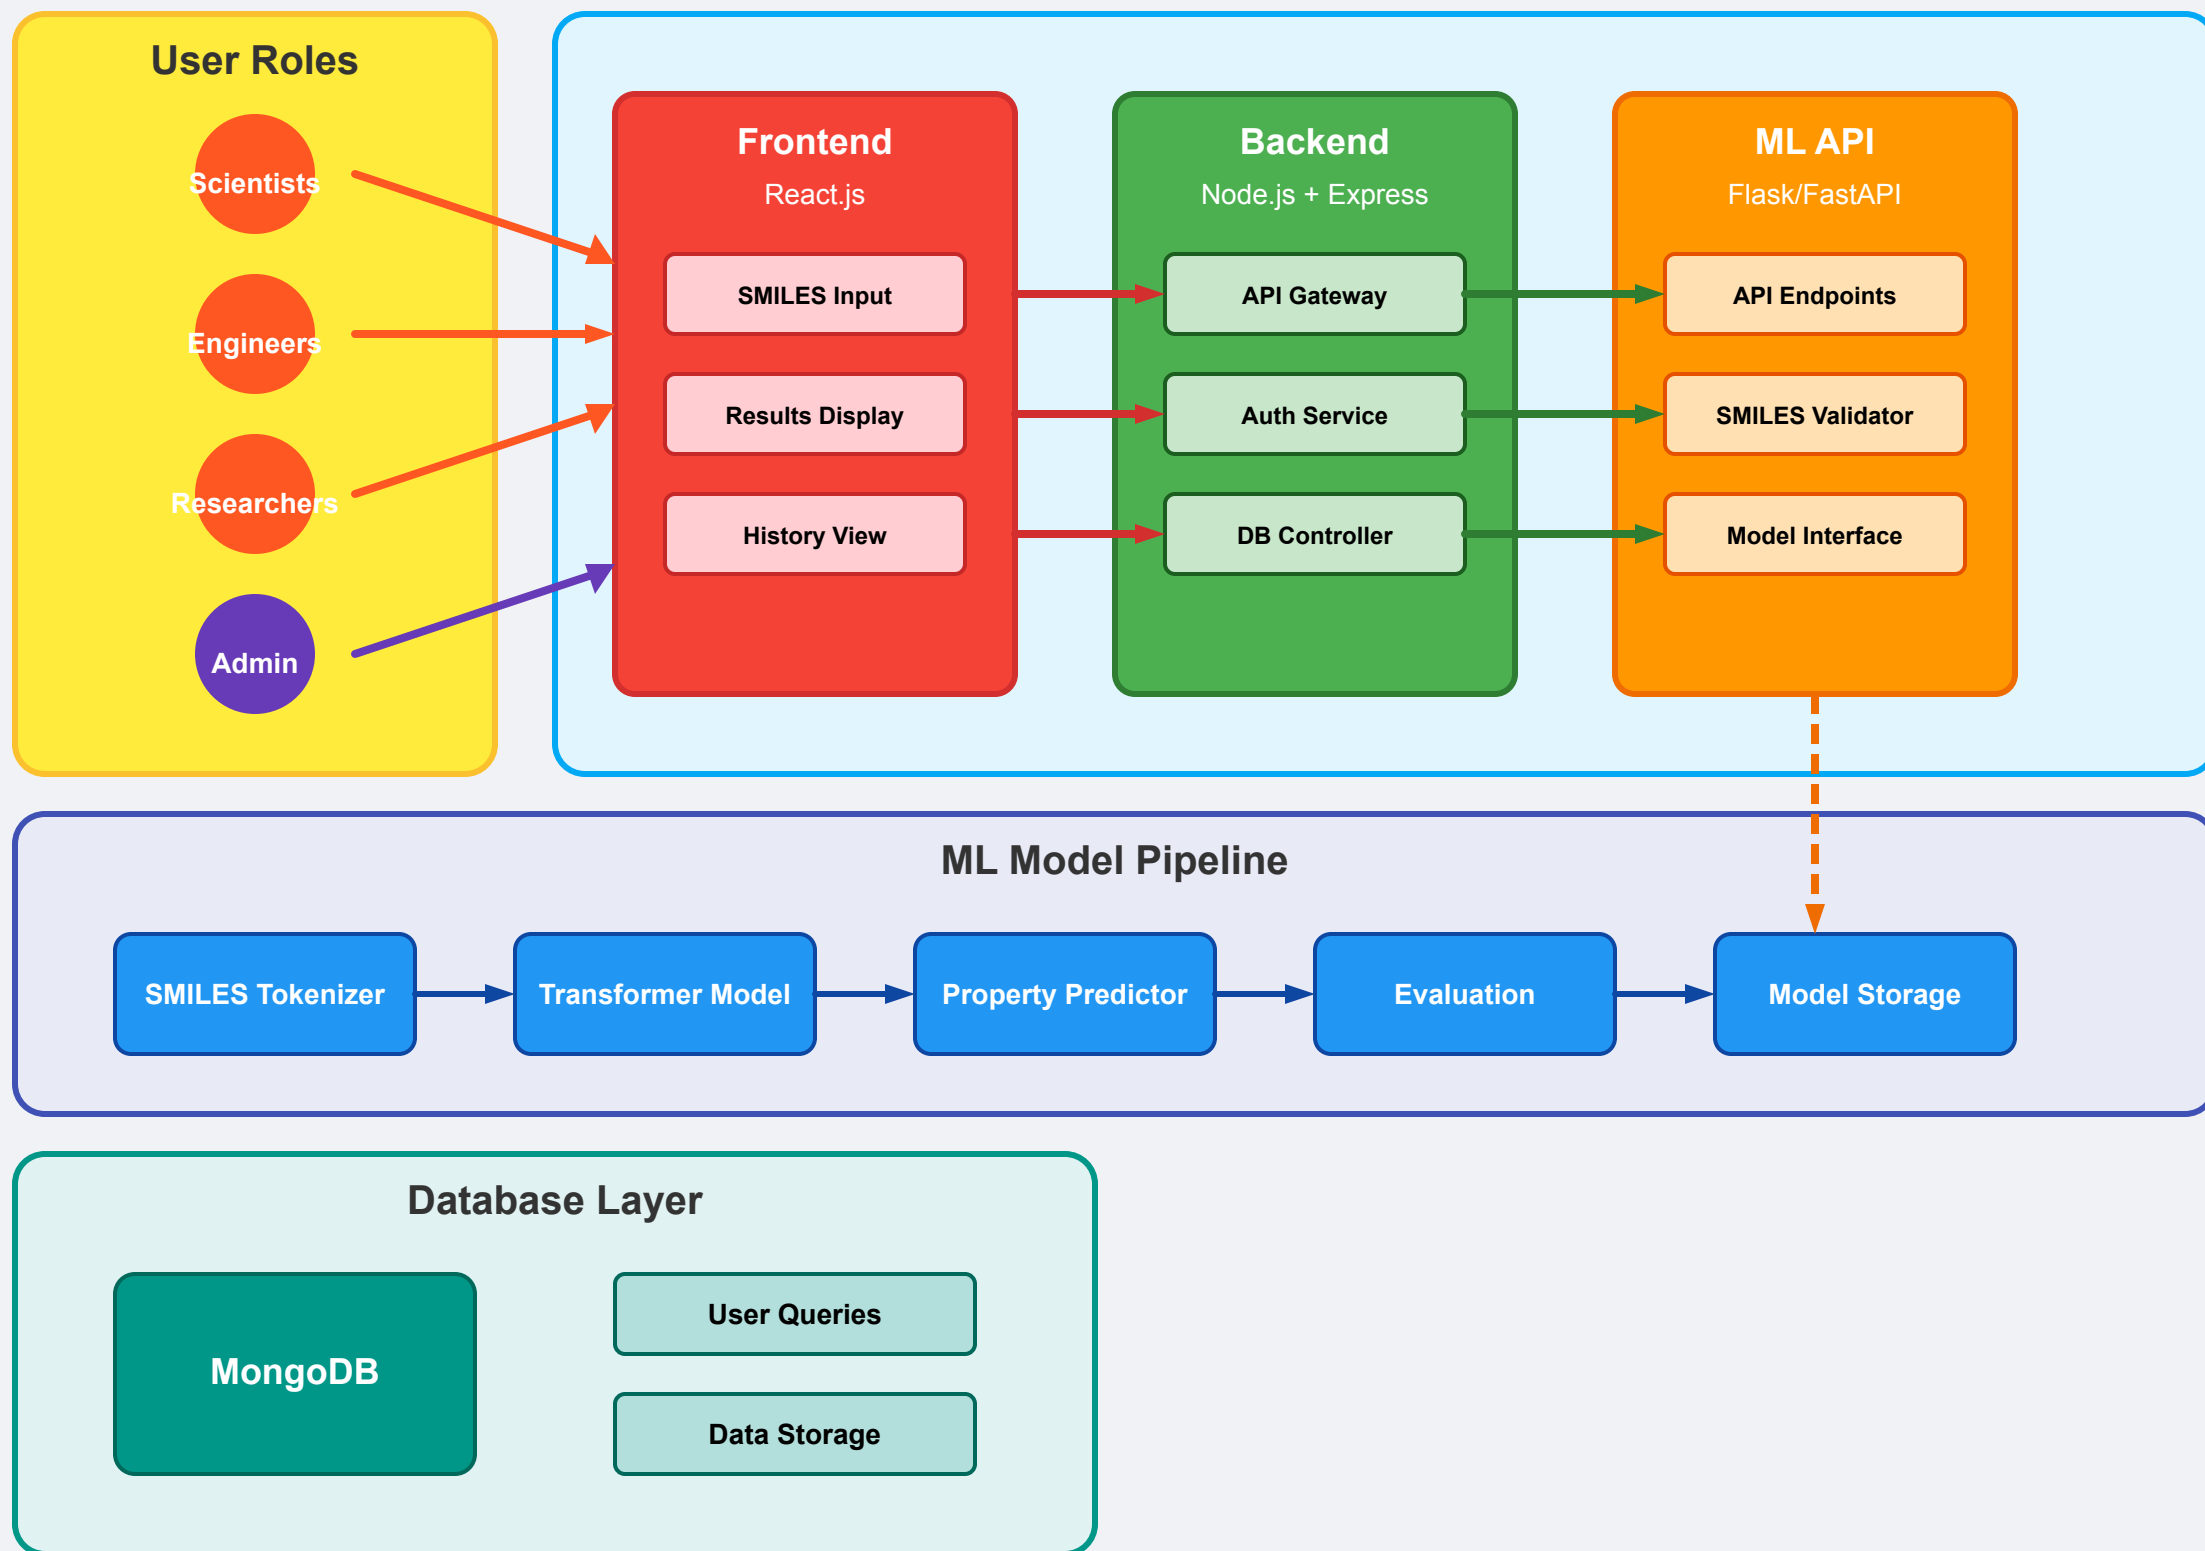 User Roles
Scientists
Engineers
Researchers
Admin
Frontend
React.js
SMILES Input
Results Display
History View
Backend
Node.js + Express
API Gateway
Auth Service
DB Controller
ML API
Flask/FastAPI
API Endpoints
SMILES Validator
Model Interface
ML Model Pipeline
SMILES Tokenizer
Transformer Model
Property Predictor
Evaluation
Model Storage
Database Layer
MongoDB
User Queries
Data Storage